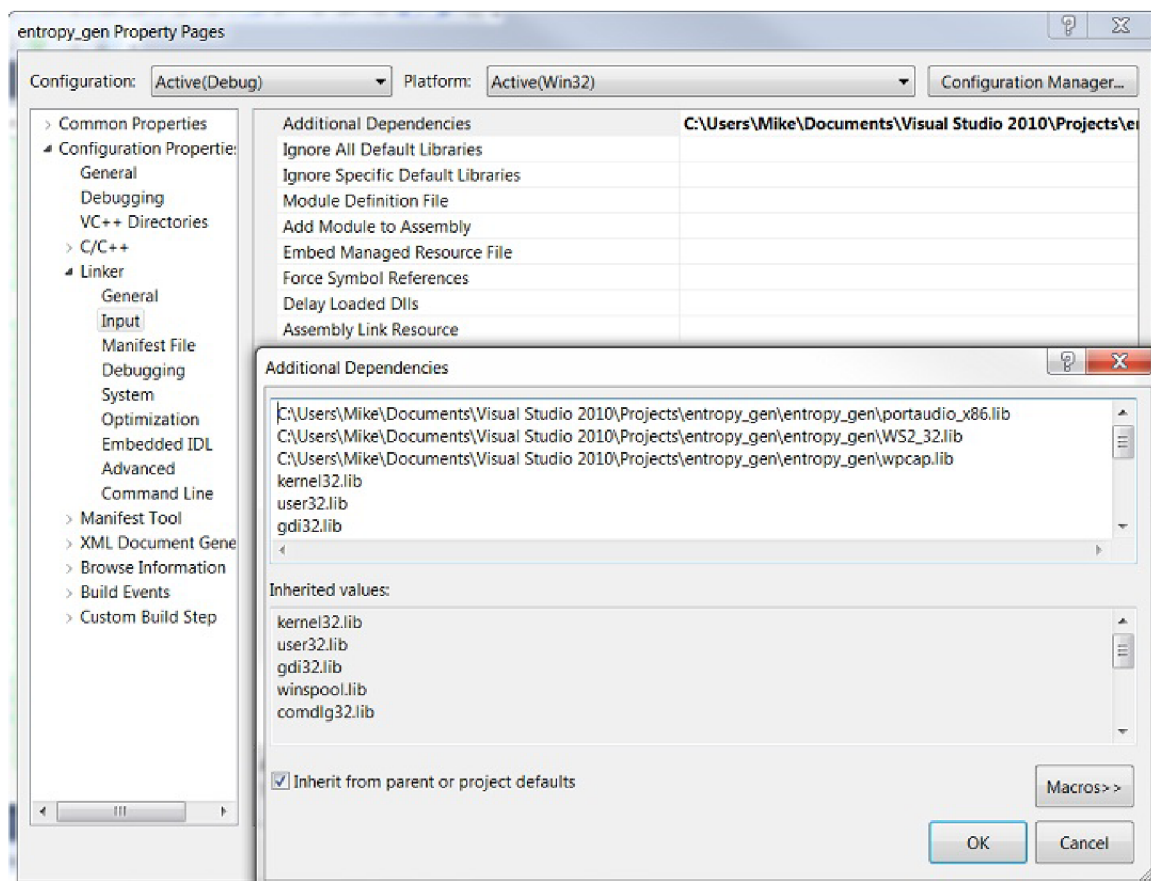 entropy_gen Property Pages
Configuration: Active(Debug) Platform: Active(Win32) Configuration Manager...
Common Properties
Configuration Propertie
General
Debugging
VC++ Directories
C/C++
Linker
General
Input
Manifest File
Debugging
System
Optimization
Embedded IDL
Advanced
Command Line
Manifest Tool
XML Document Gene
Browse Information
Build Events
Custom Build Step
Additional Dependencies C:\Users\Mike\Documents\Visual Studio 2010\Projects\e
Ignore All Default Libraries
Ignore Specific Default Libraries
Module Definition File
Add Module to Assembly
Embed Managed Resource File
Force Symbol References
Delay Loaded Dlls
Assembly Link Resource
Additional Dependencies
C:\Users\Mike\Documents\Visual Studio 2010\Projects\entropy_gen\entropy_gen\portaudio_x86.lib
C:\Users\Mike\Documents\Visual Studio 2010\Projects\entropy_gen\entropy_gen\WS2_32.lib
C:\Users\Mike\Documents\Visual Studio 2010\Projects\entropy_gen\entropy_gen\wpcap.lib
kernel32.lib
user32.lib
gdi32.lib
Inherited values:
kernel32.lib
user32.lib
gdi32.lib
winspool.lib
comdlg32.lib
Inherit from parent or project defaults
Macros>>
OK Cancel